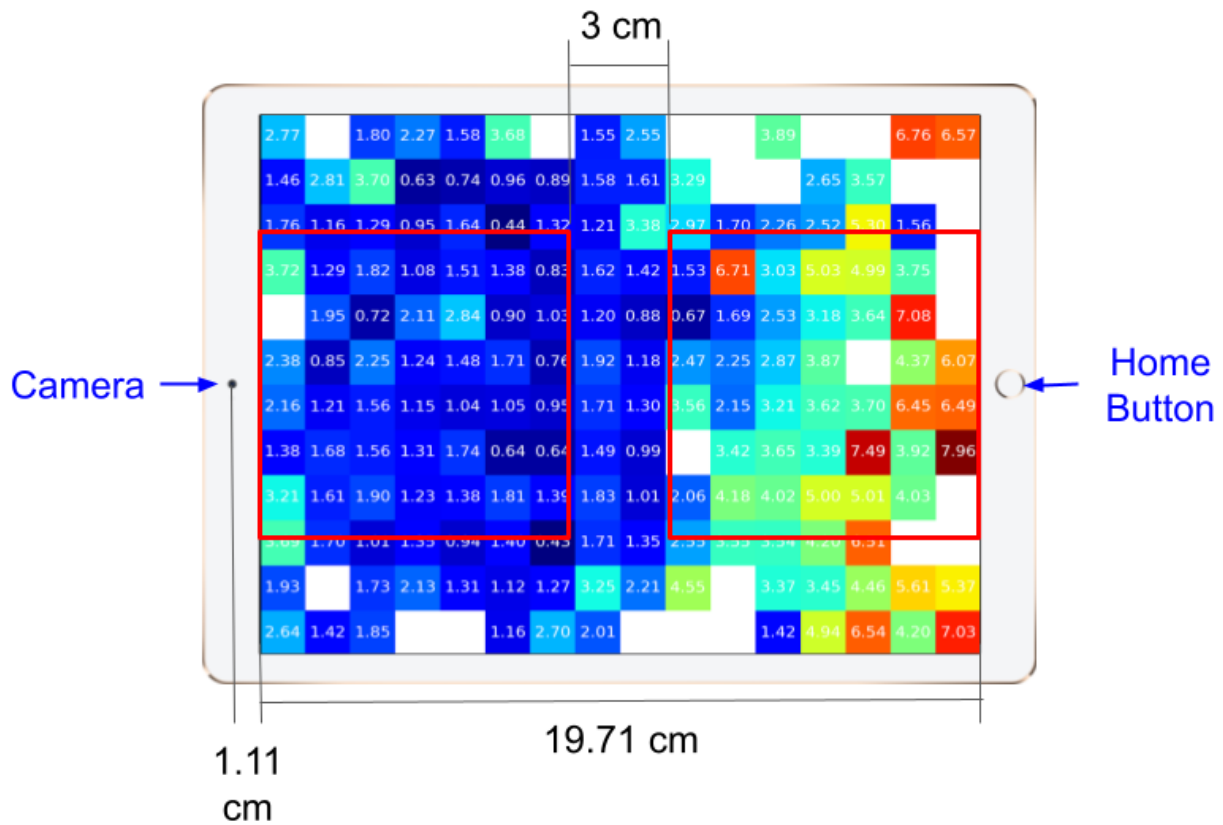 3 cm
2.77 1.80 2.27 1.58 3.68 1.55 2.55 3.89 6.76 6.57
1.46 2.81 3.70 0.63 0.74 0.96 0.89 1.58 1.61 3.29 2.65 3.57
1.76 1.16 1.29 0.95 1.64 0.44 1.32 1.21 3.38 2.97 1.70 2.26 2.52 5.30 1.56
3.72 1.29 1.82 1.08 1.51 1.38 0.83 1.62 1.42 1.53 6.71 3.03 5.03 4.99 3.75
1.95 0.72 2.11 2.84 0.90 1.03 1.20 0.88 0.67 1.69 2.53 3.18 3.64 7.08
2.38 0.85 2.25 1.24 1.48 1.71 0.76 1.92 1.18 2.47 2.25 2.87 3.87 4.37 6.07
Camera
Home
Button
2.16 1.21 1.56 1.15 1.04 1.05 0.95 1.71 1.30 3.56 2.15 3.21 3.62 3.70 6.45 6.49
1.38 1.68 1.56 1.31 1.74 0.64 0.64 1.49 0.99 3.42 3.65 3.39 7.49 3.92 7.96
3.21 1.61 1.90 1.23 1.38 1.81 1.39 1.83 1.01 2.06 4.18 4.02 5.00 5.01 4.03
1.70 1.01 0.94 1.40 0.43 1.71 1.35 2.55 4.20 6.51
1.93 1.73 2.13 1.31 1.12 1.27 3.25 2.21 4.55 3.37 3.45 4.46 5.61 5.37
2.64 1.42 1.85 1.16 2.70 2.01 1.42 4.94 6.54 4.20 7.03
19.71 cm
1.11
cm